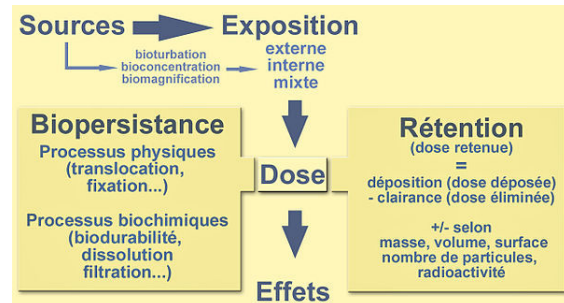 Sources
Exposition
bioturbation
bioconcentration
biomagnification
externe
interne
mixte
Biopersistance
Processus physiques
(translocation,
fixation...)
Processus biochimiques
(biodurabilité,
dissolution
filtration...)
Dose
Effets
Rétention
(dose retenue)
=
déposition (dose déposée)
- clairance (dose éliminée)
+/- selon
masse, volume, surface
nombre de particules,
radioactivité